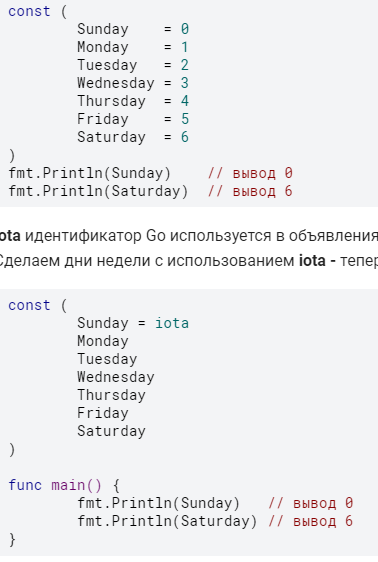 const (
        Sunday    = 0
        Monday    = 1
        Tuesday   = 2
        Wednesday = 3
        Thursday  = 4
        Friday    = 5
        Saturday  = 6
)
fmt.Println(Sunday)    // вывод 0
fmt.Println(Saturday)  // вывод 6
iota идентификатор Go используется в объявления
Сделаем дни недели с использованием iota - тепер
const (
        Sunday = iota
        Monday
        Tuesday
        Wednesday
        Thursday
        Friday
        Saturday
)
func main() {
        fmt.Println(Sunday)   // вывод 0
        fmt.Println(Saturday) // вывод 6
}